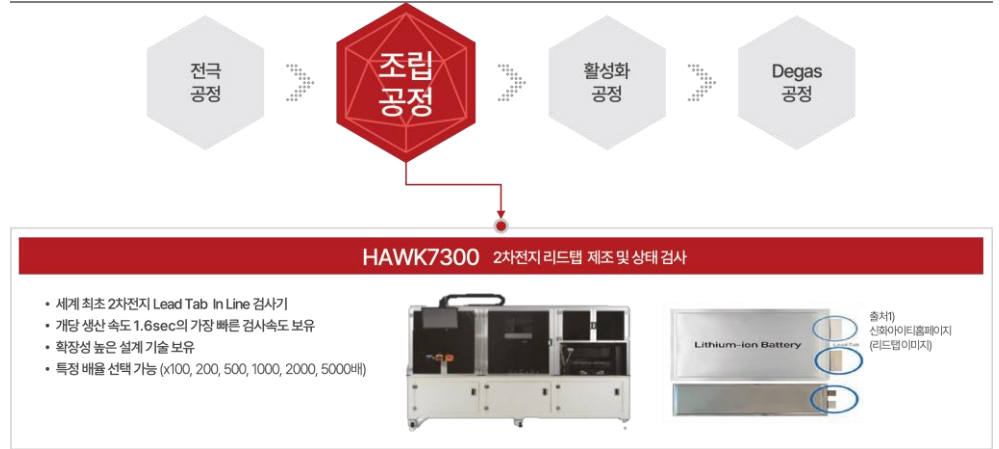 전극
공정
조립
공정
활성화
공정
Degas
공정
HAWK7300 2차전지 리드탭 제조 및 상태 검사
• 세계 최초 2차전지 Lead Tab In Line 검사기
• 개당 생산 속도 1.6sec의 가장 빠른 검사속도 보유
• 확장성 높은 설계 기술 보유
• 특정 배율 선택 가능 (x100, 200, 500, 1000, 2000, 5000배)
Lithium-ion Battery
Lead Tab
출처1)
신화아이티홈페이지
(리드탭이미지)